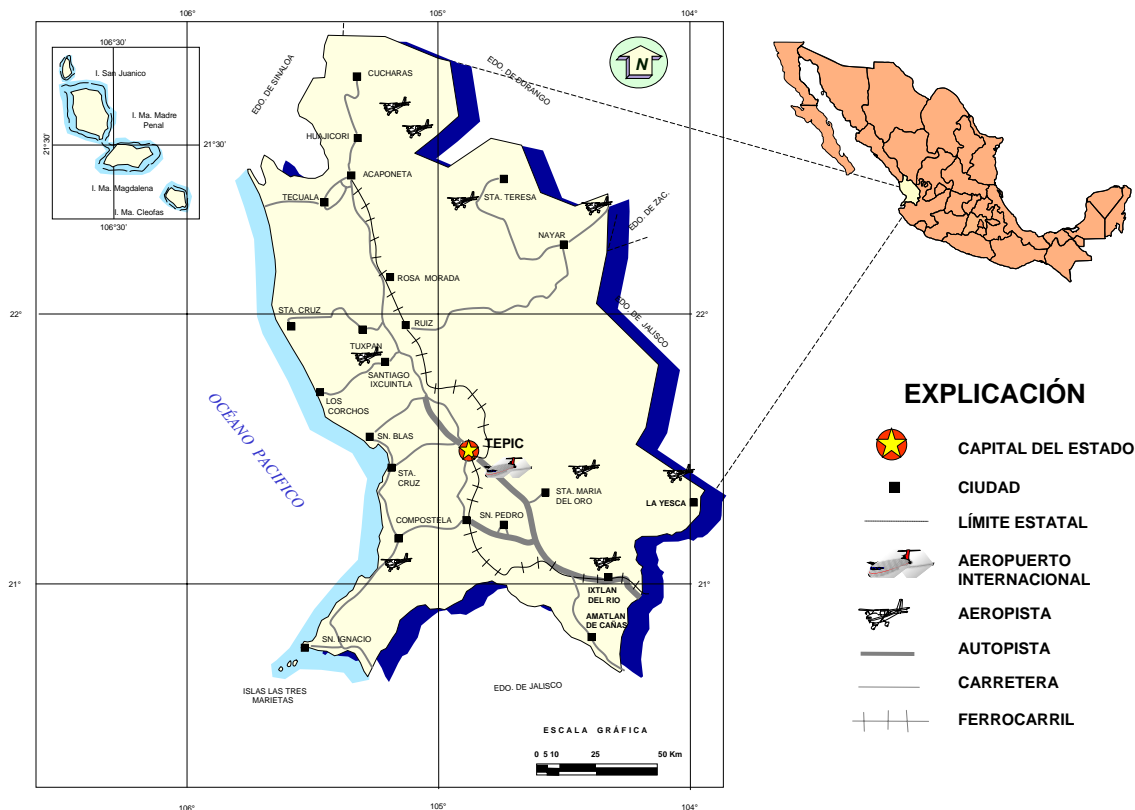 106°
105°
104°
106°30'
I. San Juanico
I. Ma. Madre
Penal
21°30'
21°30'
I. Ma. Magdalena
I. Ma. Cleofas
106°30'
N
EDO. DE SINALOA
EDO. DE DURANGO
CUCHARAS
HUAJICORI
ACAPONETA
TECUALA
STA. TERESA
EDO. DE ZAC.
NAYAR
ROSA MORADA
STA. CRUZ
22°
22°
RUIZ
EDO. DE JALISCO
TUXPAN
SANTIAGO
IXCUINTLA
LOS
CORCHOS
OCÉANO PACIFICO
SN. BLAS
TEPIC
STA.
CRUZ
STA. MARIA
DEL ORO
LA YESCA
COMPOSTELA
SN. PEDRO
21°
21°
IXTLAN
DEL RIO
AMATLAN
DE CAÑAS
SN. IGNACIO
ISLAS LAS TRES
MARIETAS
EDO. DE JALISCO
ESCALA GRÁFICA
0 5 10 25 50 Km
106°
105°
104°
EXPLICACIÓN
CAPITAL DEL ESTADO
CIUDAD
LÍMITE ESTATAL
AEROPUERTO
INTERNACIONAL
AEROPISTA
AUTOPISTA
CARRETERA
FERROCARRIL